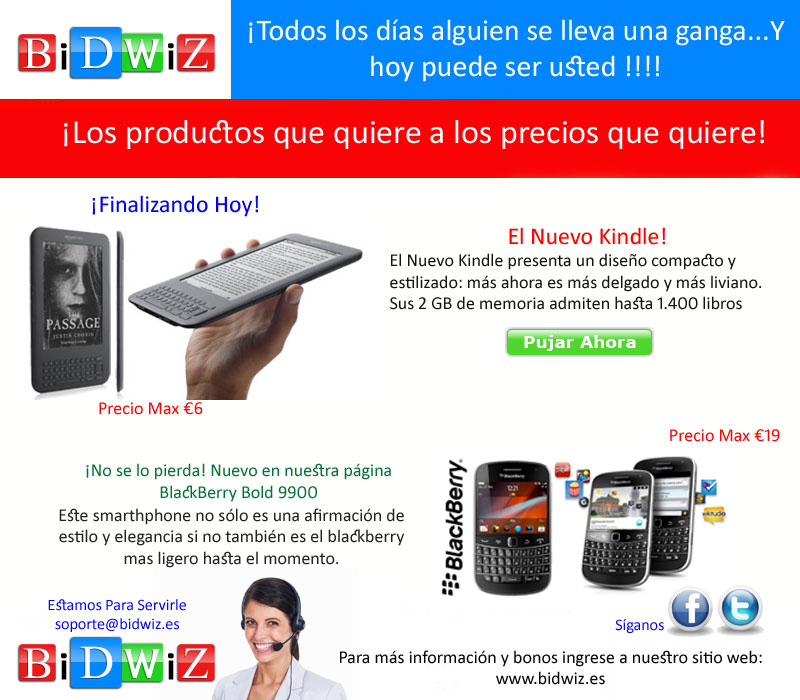 BiDWiZ
¡Todos los días alguien se lleva una ganga...Y
hoy puede ser usted !!!!
¡Los productos que quiere a los precios que quiere!
¡Finalizando Hoy!
THE
PASSAGE
JUSTIN CRONIN
El Nuevo Kindle!
El Nuevo Kindle presenta un diseño compacto y
estilizado: más ahora es más delgado y más liviano.
Sus 2 GB de memoria admiten hasta 1.400 libros
Pujar Ahora
Precio Max €6
Precio Max €19
¡No se lo pierda! Nuevo en nuestra página
BlackBerry Bold 9900
Este smarthphone no sólo es una afirmación de
estilo y elegancia si no también es el blackberry
mas ligero hasta el momento.
BlackBerry
12:21
Estamos Para Servirle
soporte@bidwiz.es
BiDWiZ
Síganos
Para más información y bonos ingrese a nuestro sitio web:
www.bidwiz.es